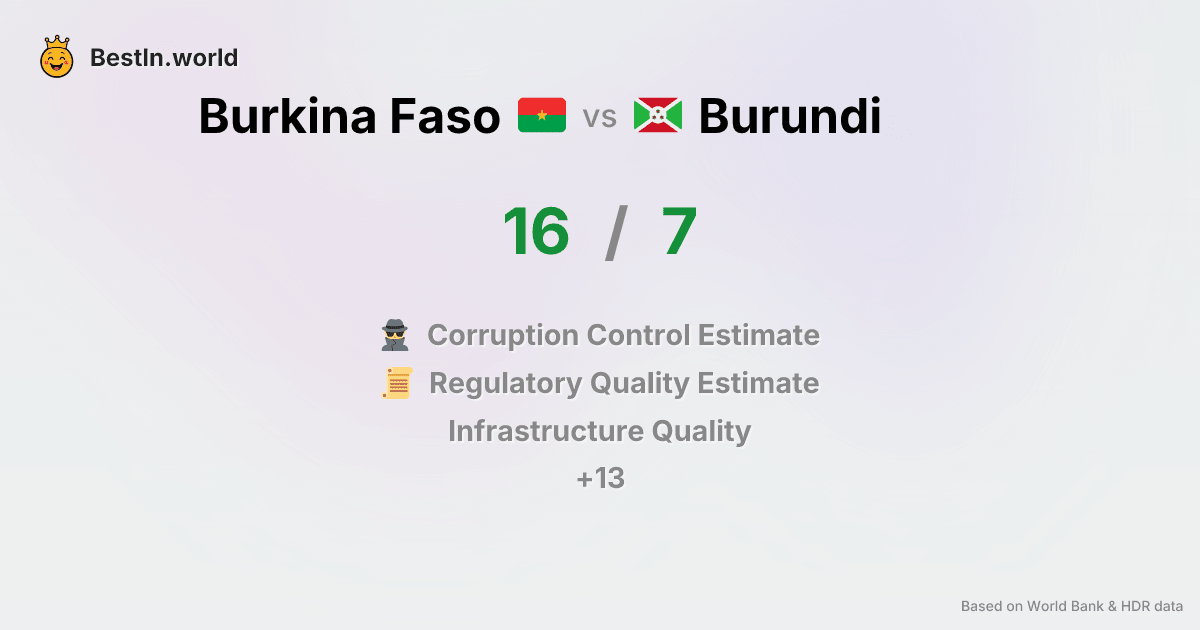 BestIn.world
Burkina Faso vs Burundi
16 / 7
Corruption Control Estimate
Regulatory Quality Estimate
Infrastructure Quality
+13
Based on World Bank & HDR data